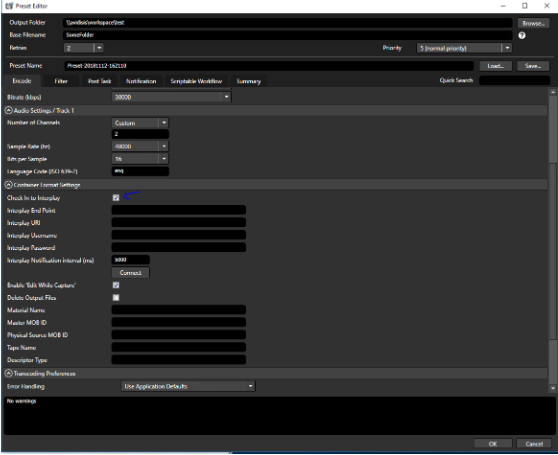 Preset Editor
Output Folder \\avidisis\workspace\test Browse...
Base Filename SomeFolder
Retries 2 Priority 5 (normal priority)
Preset Name Preset-20181112-162110 Load... Save...
Encode Filter Post Task Notification Scriptable Workflow Summary Quick Search
Bitrate (kbps) 30000
Audio Settings / Track 1
Number of Channels Custom
2
Sample Rate (hz) 48000
Bits per Sample 16
Language Code (ISO 639-2) eng
Container Format Settings
Check In to Interplay
Interplay End Point
Interplay URI
Interplay Username
Interplay Password
Interplay Notification interval (ms) 5000
Connect
Enable 'Edit While Capture'
Delete Output Files
Material Name
Master MOB ID
Physical Source MOB ID
Tape Name
Descriptor Type
Transcoding Preferences
Error Handling Use Application Defaults
No warnings
OK Cancel